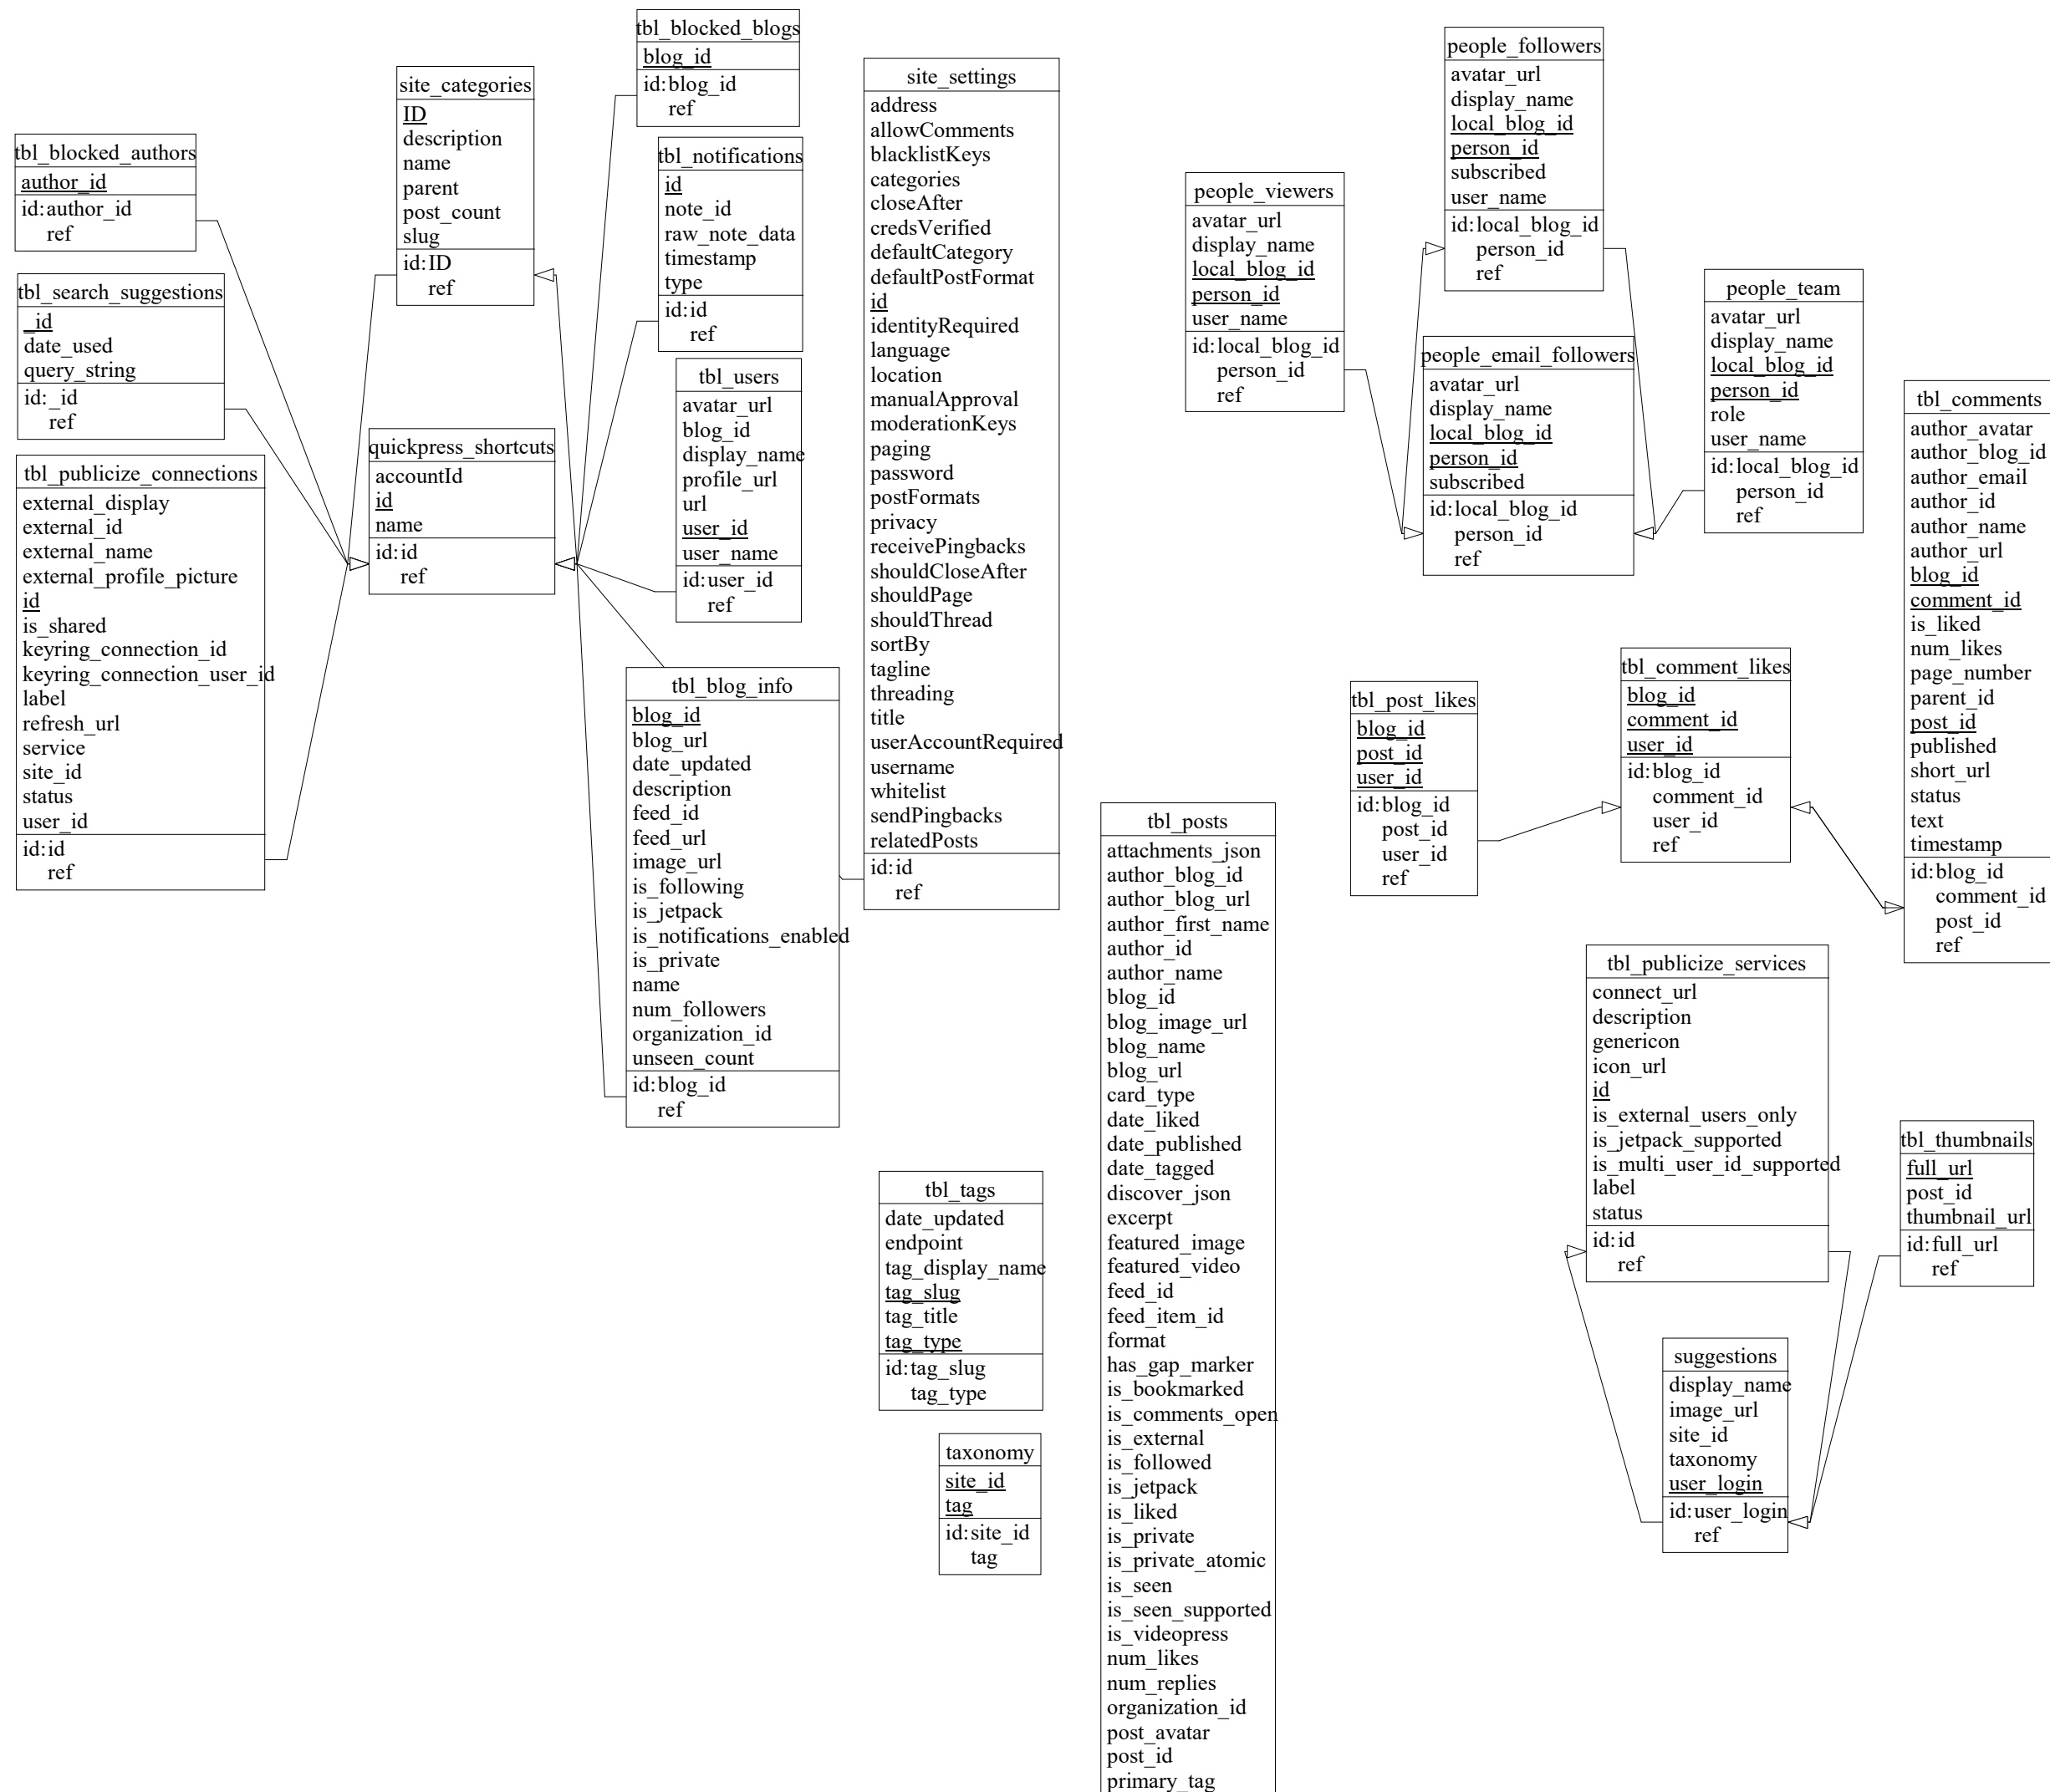 tbl_blocked_authors
author_id
id:author_id
ref
tbl_search_suggestions
_id
date_used
query_string
id:_id
ref
tbl_publicize_connections
external_display
external_id
external_name
external_profile_picture
id
is_shared
keyring_connection_id
keyring_connection_user_id
label
refresh_url
service
site_id
status
user_id
id:id
ref
site_categories
ID
description
name
parent
post_count
slug
id:ID
ref
quickpress_shortcuts
accountId
id
name
id:id
ref
tbl_blocked_blogs
blog_id
id:blog_id
ref
tbl_notifications
id
note_id
raw_note_data
timestamp
type
id:id
ref
tbl_users
avatar_url
blog_id
display_name
profile_url
url
user_id
user_name
id:user_id
ref
tbl_blog_info
blog_id
blog_url
date_updated
description
feed_id
feed_url
image_url
is_following
is_jetpack
is_notifications_enabled
is_private
name
num_followers
organization_id
unseen_count
id:blog_id
ref
site_settings
address
allowComments
blacklistKeys
categories
closeAfter
credsVerified
defaultCategory
defaultPostFormat
id
identityRequired
language
location
manualApproval
moderationKeys
paging
password
postFormats
privacy
receivePingbacks
shouldCloseAfter
shouldPage
shouldThread
sortBy
tagline
threading
title
userAccountRequired
username
whitelist
sendPingbacks
relatedPosts
id:id
ref
tbl_tags
date_updated
endpoint
tag_display_name
tag_slug
tag_title
tag_type
id:tag_slug
tag_type
taxonomy
site_id
tag
id:site_id
tag
tbl_posts
attachments_json
author_blog_id
author_blog_url
author_first_name
author_id
author_name
blog_id
blog_image_url
blog_name
blog_url
card_type
date_liked
date_published
date_tagged
discover_json
excerpt
featured_image
featured_video
feed_id
feed_item_id
format
has_gap_marker
is_bookmarked
is_comments_open
is_external
is_followed
is_jetpack
is_liked
is_private
is_private_atomic
is_seen
is_seen_supported
is_videopress
num_likes
num_replies
organization_id
post_avatar
post_id
primary_tag
people_viewers
avatar_url
display_name
local_blog_id
person_id
user_name
id:local_blog_id
person_id
ref
people_followers
avatar_url
display_name
local_blog_id
person_id
subscribed
user_name
id:local_blog_id
person_id
ref
people_email_followers
avatar_url
display_name
local_blog_id
person_id
subscribed
id:local_blog_id
person_id
ref
people_team
avatar_url
display_name
local_blog_id
person_id
role
user_name
id:local_blog_id
person_id
ref
tbl_post_likes
blog_id
post_id
user_id
id:blog_id
post_id
user_id
ref
tbl_comment_likes
blog_id
comment_id
user_id
id:blog_id
comment_id
user_id
ref
tbl_comments
author_avatar
author_blog_id
author_email
author_id
author_name
author_url
blog_id
comment_id
is_liked
num_likes
page_number
parent_id
post_id
published
short_url
status
text
timestamp
id:blog_id
comment_id
post_id
ref
tbl_publicize_services
connect_url
description
genericon
icon_url
id
is_external_users_only
is_jetpack_supported
is_multi_user_id_supported
label
status
id:id
ref
tbl_thumbnails
full_url
post_id
thumbnail_url
id:full_url
ref
suggestions
display_name
image_url
site_id
taxonomy
user_login
id:user_login
ref